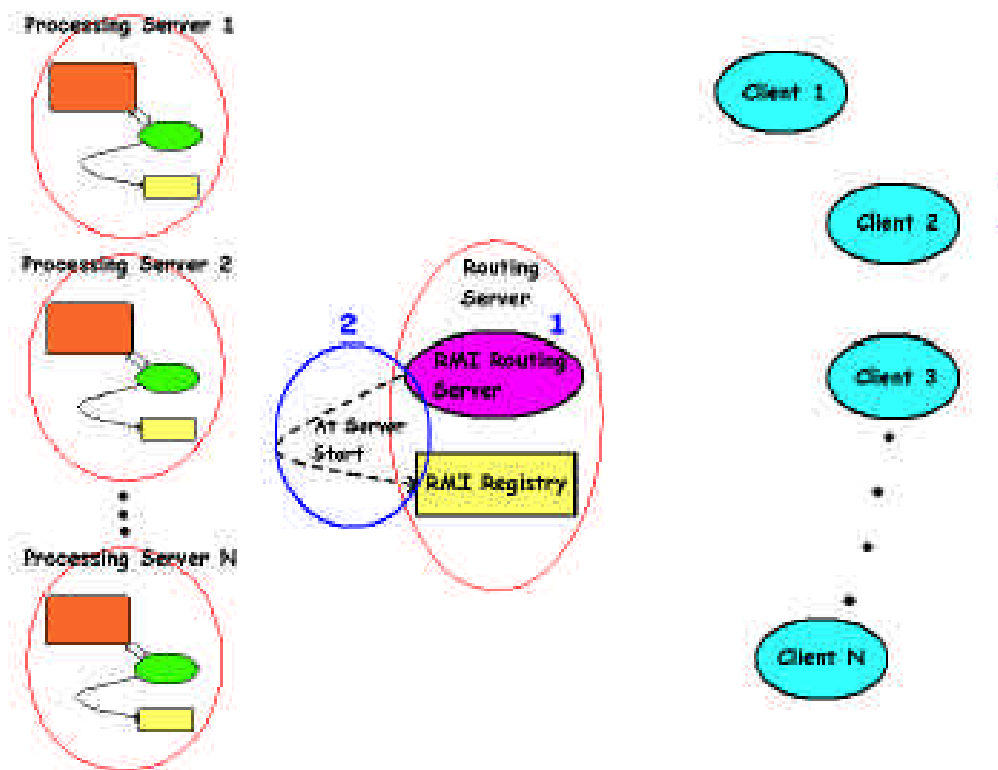 Processing Server 1
Processing Server 2
Processing Server N
Routing
Server
2
1
RMI Routing
Server
At Server
Start
RMI Registry
Client 1
Client 2
Client 3
Client N